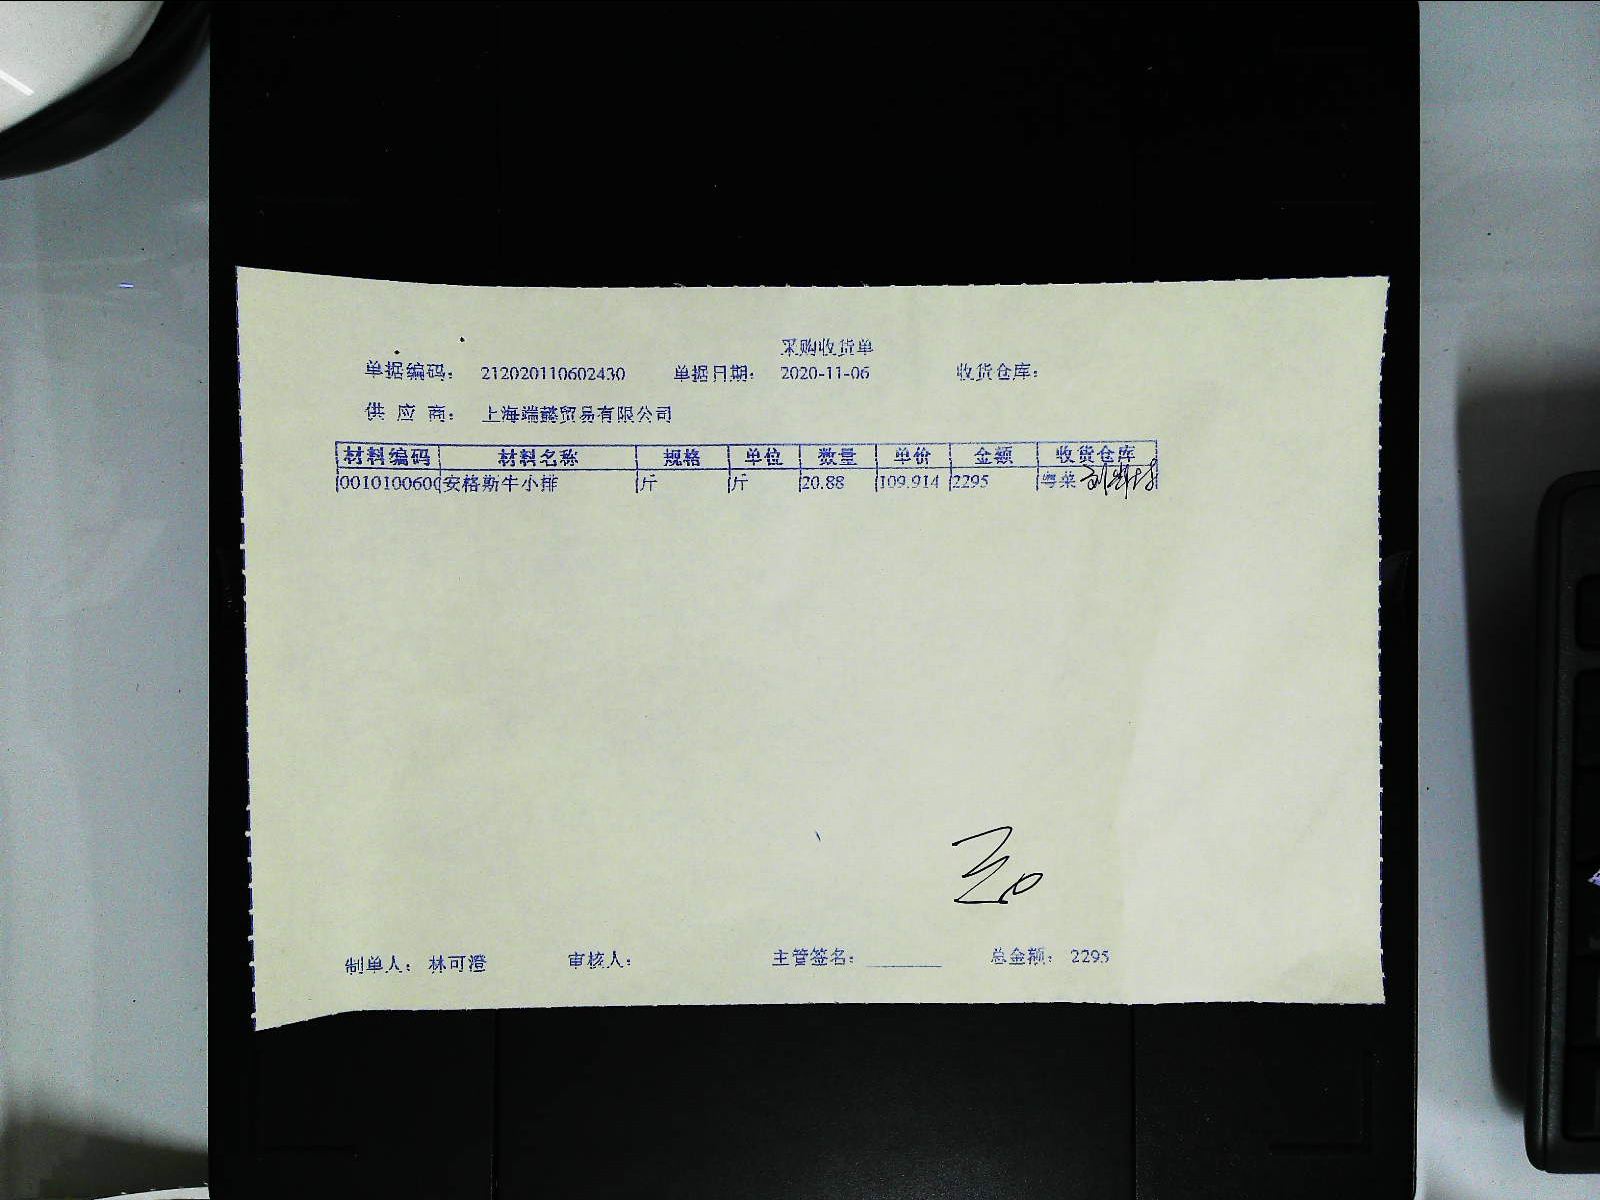 采购收货单
单据编码： 212020110602430 单据日期： 2020-11-06 收货仓库：
供 应 商： 上海端懿贸易有限公司
材料编码 材料名称 规格 单位 数量 单价 金额 收货仓库
0010100600 安格斯牛小排 斤 斤 20.88 109.914 2295 粤菜
制单人： 林可澄 审核人： 主管签名： 总金额： 2295